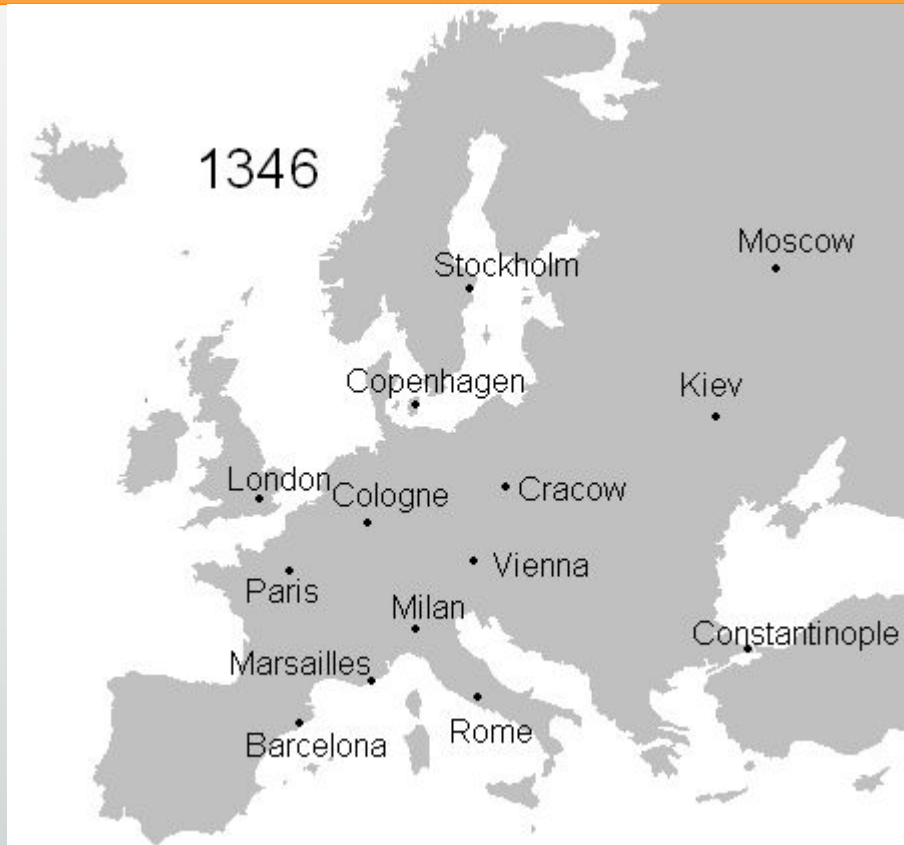 1346
Moscow
Stockholm
Copenhagen
Kiev
London
Cologne
Cracow
Vienna
Paris
Milan
Constantinople
Marsailles
Rome
Barcelona